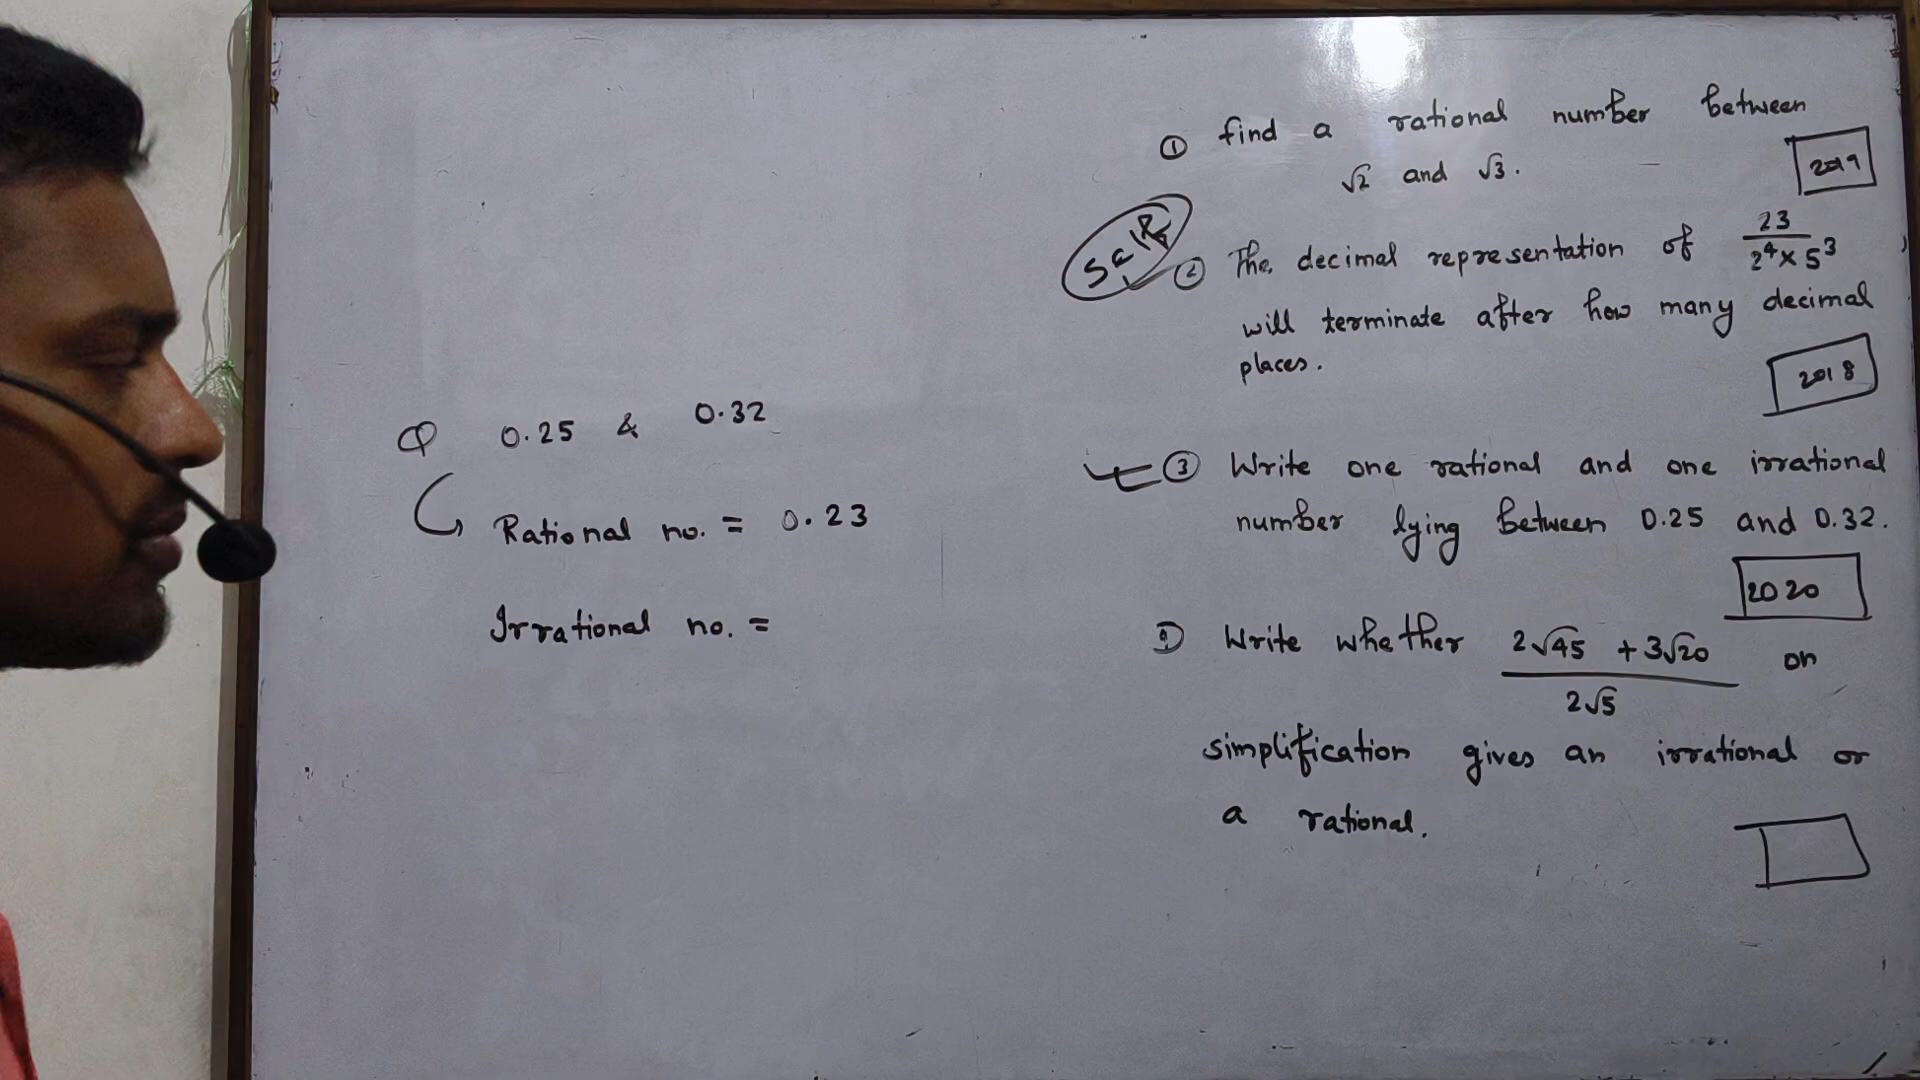 Q 0.25 & 0.32
Rational no. = 0.23
Irrational no. =
① find a rational number between
√2 and √3.
2019
Self
② The decimal representation of 23/2⁴×5³
will terminate after how many decimal
places.
2018
③ Write one rational and one irrational
number lying between 0.25 and 0.32.
2020
Write whether (2√45 + 3√20)/2√5 on
simplification gives an irrational or
a rational.